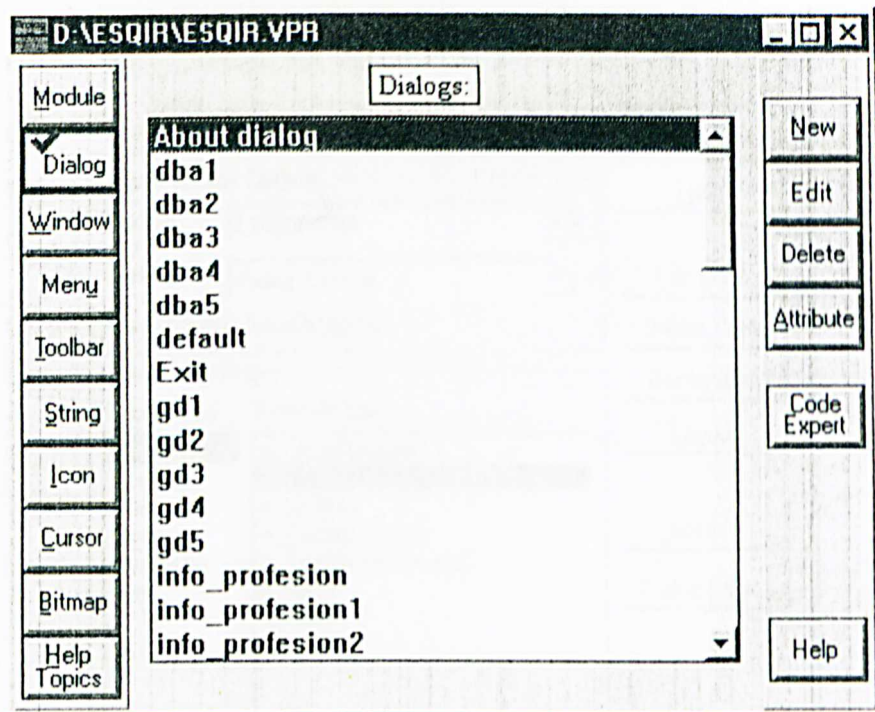 D:\ESQIR\ESQIR.VPR
Module
Dialog
Window
Menu
Toolbar
String
Icon
Cursor
Bitmap
Help
Topics
Dialogs:
About dialog
dba1
dba2
dba3
dba4
dba5
default
Exit
gd1
gd2
gd3
gd4
gd5
info_profesion
info_profesion1
info_profesion2
New
Edit
Delete
Attribute
Code
Expert
Help